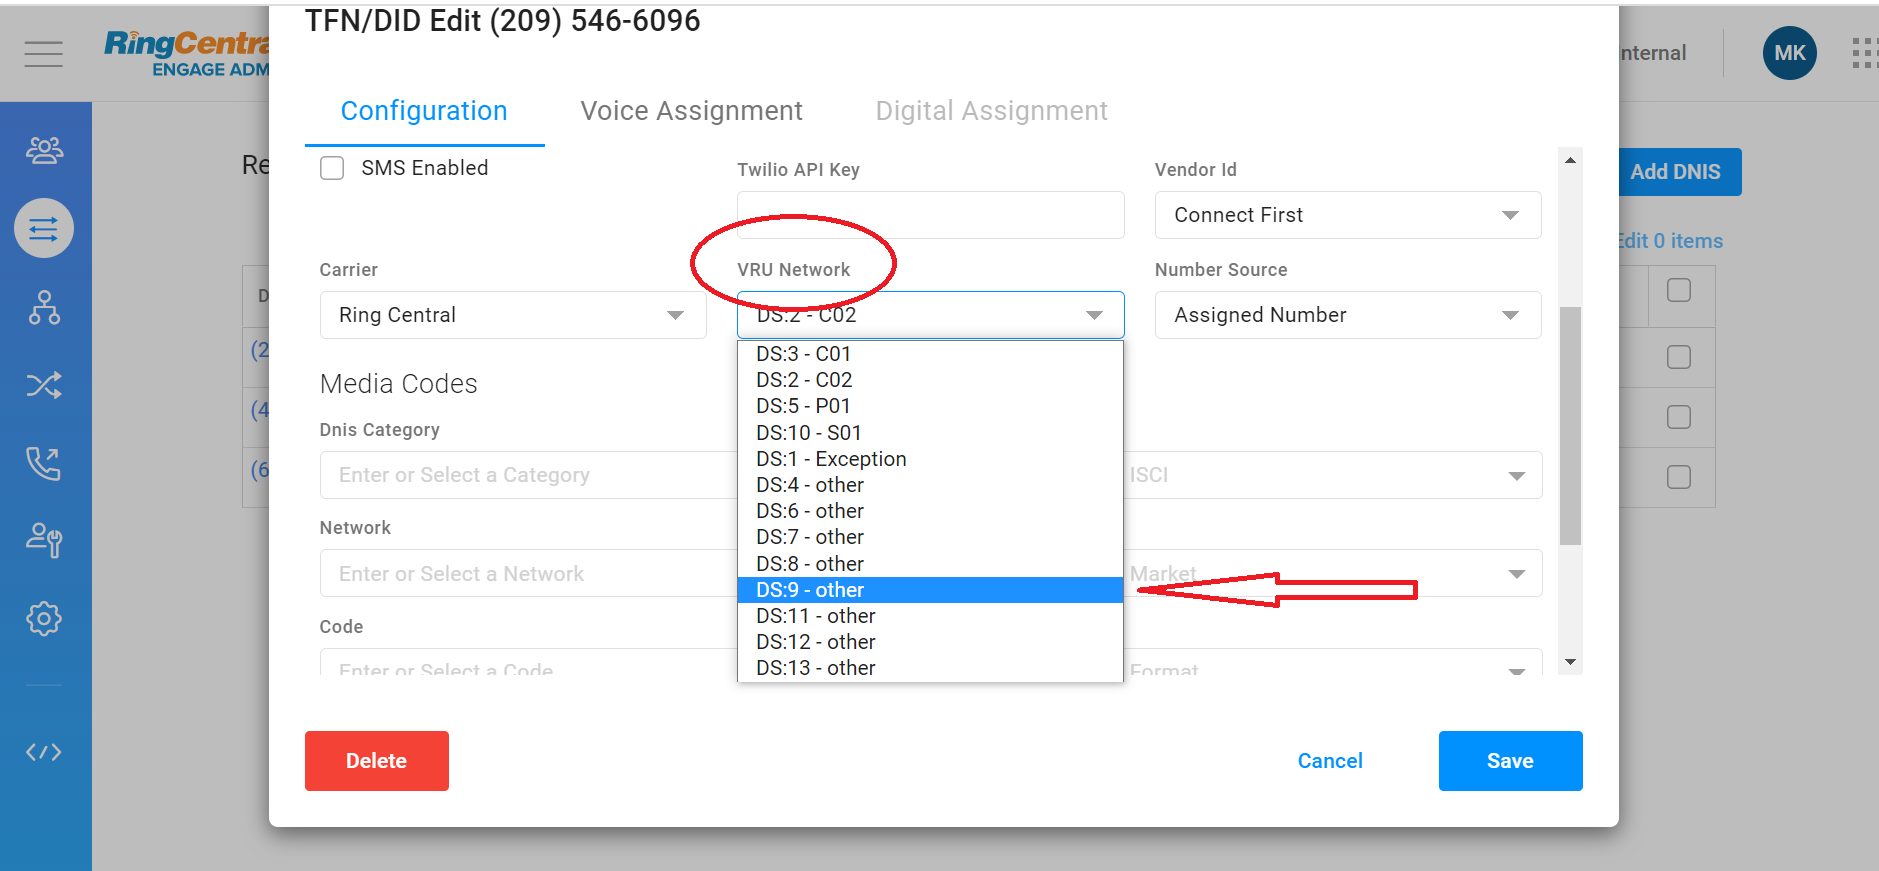 TFN/DID Edit (209) 546-6096
RingCentra
ENGAGE ADM
nternal
MK
Configuration
Voice Assignment
Digital Assignment
Re
SMS Enabled
Twilio API Key
Vendor Id
Add DNIS
Connect First
Edit 0 items
Carrier
VRU Network
Number Source
D
Ring Central
DS:2 - C02
Assigned Number
(2
DS:3 - C01
DS:2 - C02
DS:5 - P01
DS:10 - S01
DS:1 - Exception
DS:4 - other
DS:6 - other
DS:7 - other
DS:8 - other
DS:9 - other
DS:11 - other
DS:12 - other
DS:13 - other
Media Codes
(4
Dnis Category
Enter or Select a Category
ISCI
(6
Network
Enter or Select a Network
Market
Code
Enter or Select a Code
Format
Delete
Cancel
Save